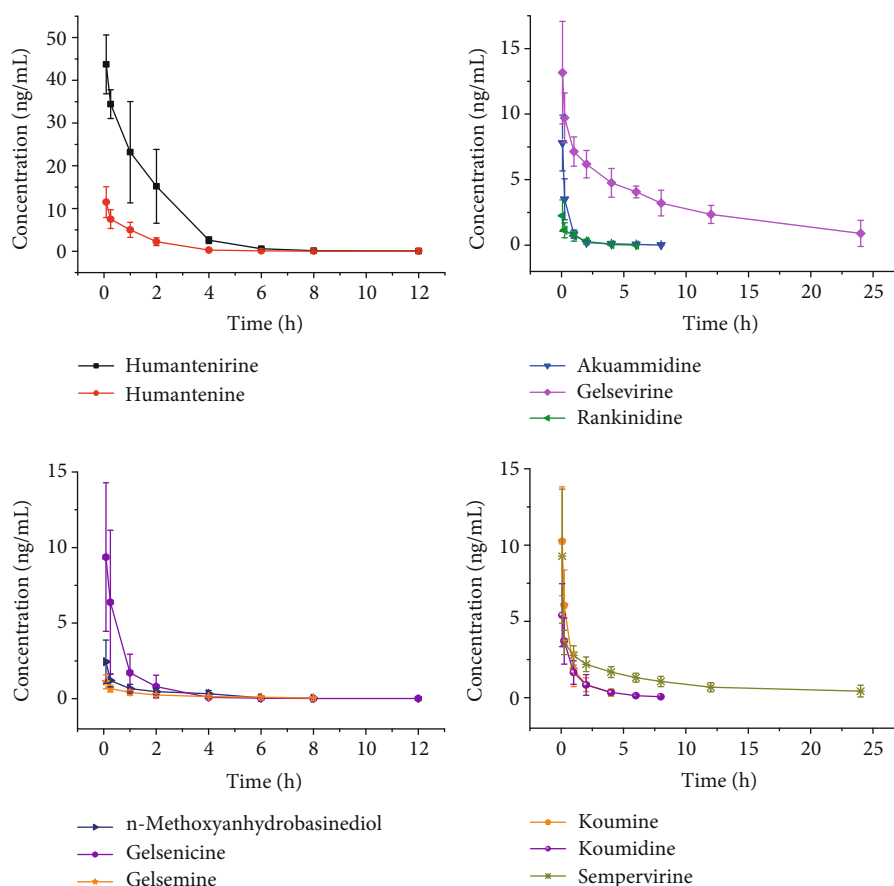 50
40
30
20
10
0
Concentration (ng/mL)
0 2 4 6 8 10 12
Time (h)
Humantenirine
Humantenine
15
10
5
0
Concentration (ng/mL)
0 5 10 15 20 25
Time (h)
Akuammidine
Gelsevirine
Rankinidine
15
10
5
0
Concentration (ng/mL)
0 2 4 6 8 10 12
Time (h)
n-Methoxyanhydrobasinediol
Gelsenicine
Gelsemine
15
10
5
0
Concentration (ng/mL)
0 5 10 15 20 25
Time (h)
Koumine
Koumidine
Sempervirine